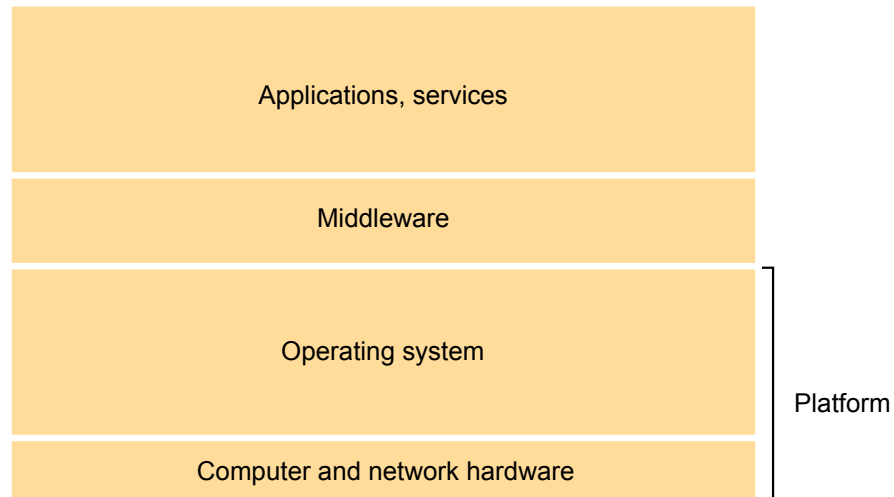 Applications, services
Middleware
Operating system
Platform
Computer and network hardware